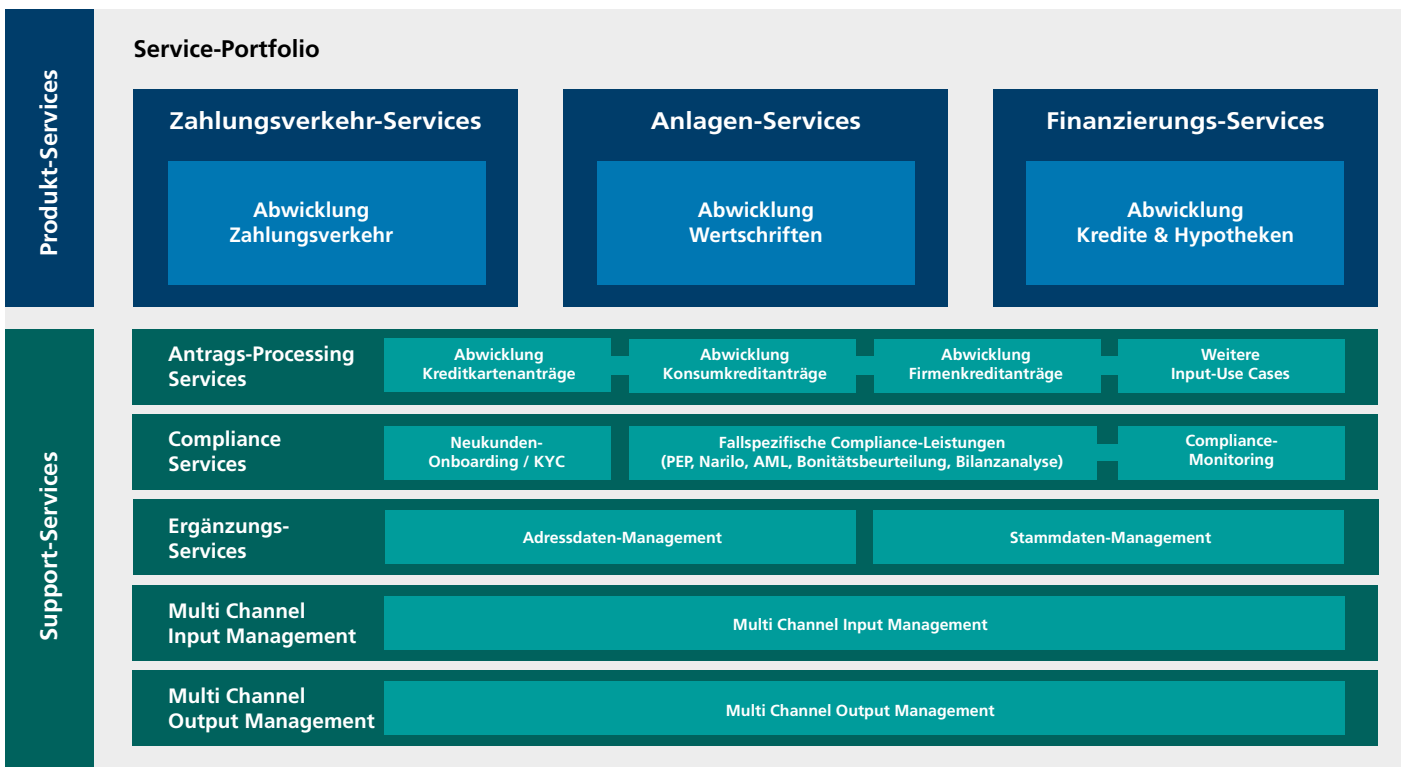 Service-Portfolio
Produkt-Services
Zahlungsverkehr-Services
Abwicklung
Zahlungsverkehr
Anlagen-Services
Abwicklung
Wertschriften
Finanzierungs-Services
Abwicklung
Kredite & Hypotheken
Support-Services
Antrags-Processing
Services
Abwicklung
Kreditkartenanträge
Abwicklung
Konsumkreditanträge
Abwicklung
Firmenkreditanträge
Weitere
Input-Use Cases
Compliance
Services
Neukunden-
Onboarding / KYC
Fallspezifische Compliance-Leistungen
(PEP, Narilo, AML, Bonitätsbeurteilung, Bilanzanalyse)
Compliance-
Monitoring
Ergänzungs-
Services
Adressdaten-Management
Stammdaten-Management
Multi Channel
Input Management
Multi Channel Input Management
Multi Channel
Output Management
Multi Channel Output Management